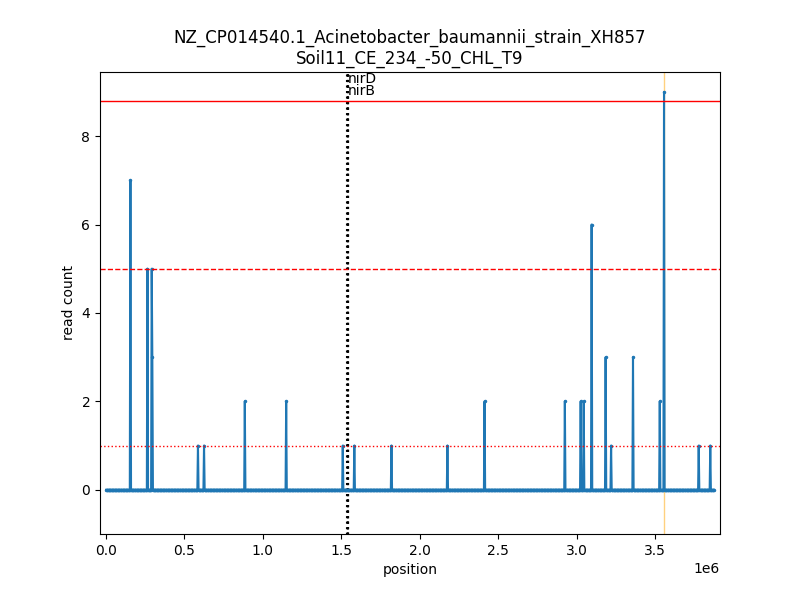 NZ_CP014540.1_Acinetobacter_baumannii_strain_XH857
Soil11_CE_234_-50_CHL_T9
nirD
nirB
8
6
4
2
0
read count
0.0 0.5 1.0 1.5 2.0 2.5 3.0 3.5
1e6
position